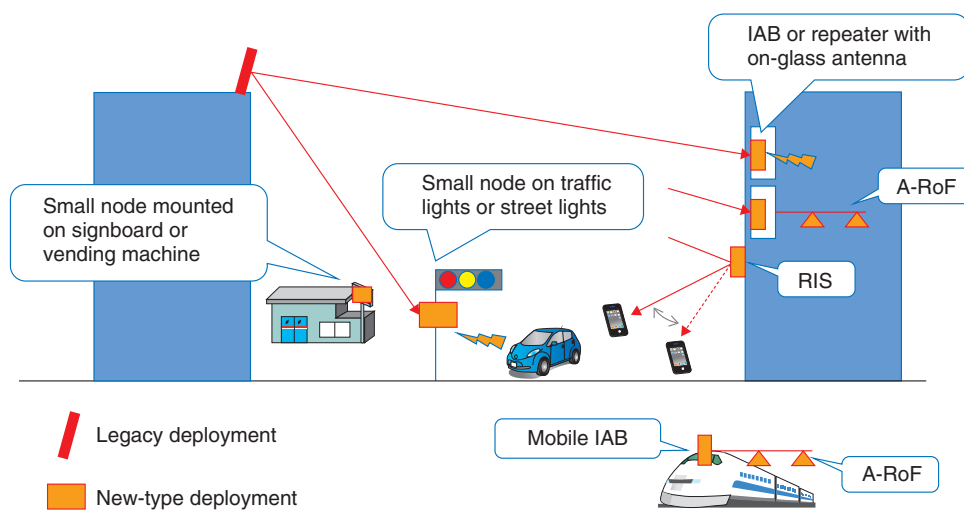 IAB or repeater with
on-glass antenna
Small node on traffic
lights or street lights
A-RoF
Small node mounted
on signboard or
vending machine
RIS
Legacy deployment
Mobile IAB
A-RoF
New-type deployment